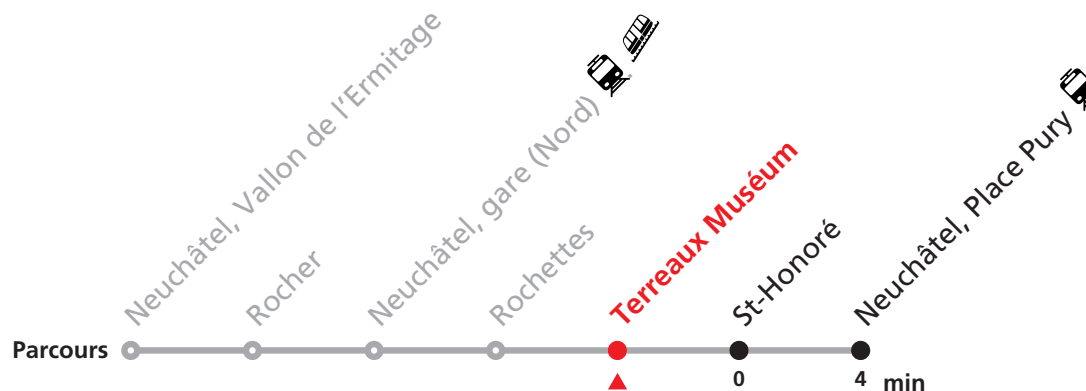 Neuchâtel, Vallon de l'Ermitage
Rocher
Neuchâtel, gare (Nord)
Rochettes
Terreaux Muséum
St-Honoré
Neuchâtel, Place Pury
Parcours
0
4 min